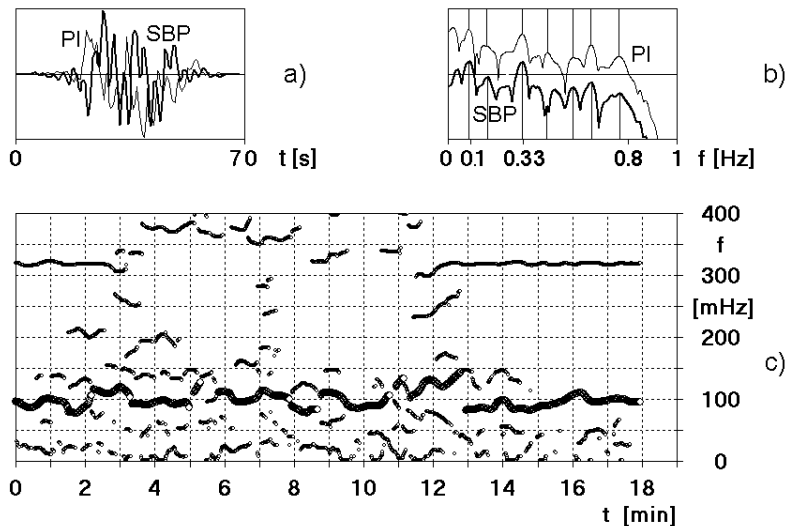 PI SBP
a)
0 70
t [s]
PI
SBP
b)
0 0.1 0.33 0.8 1
f [Hz]
400
f
300
[mHz]
200
c)
100
0
0 2 4 6 8 10 12 14 16 18
t [min]